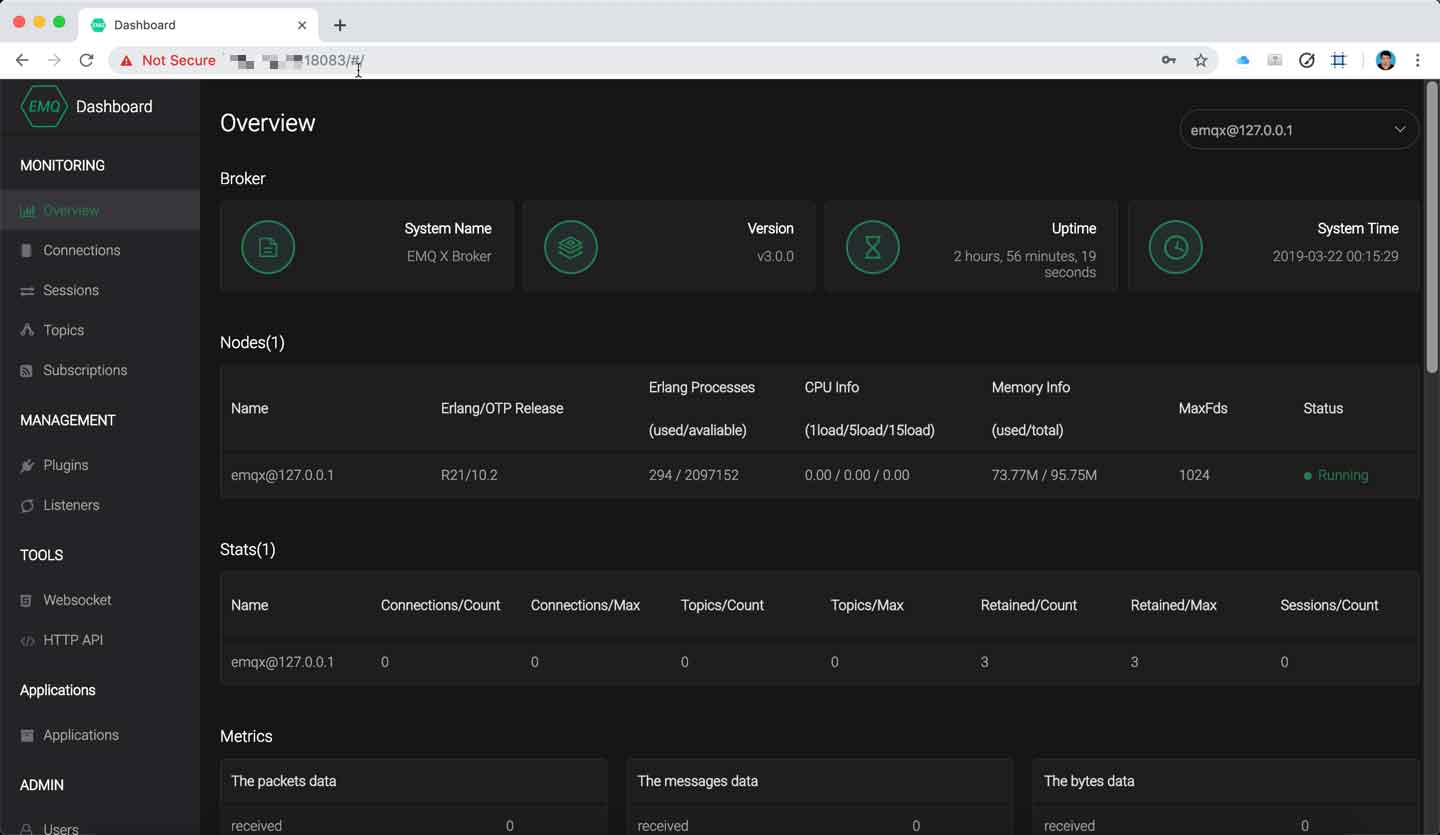 Dashboard
Not Secure 18083/#/
EMQ Dashboard
MONITORING
Overview
Connections
Sessions
Topics
Subscriptions
MANAGEMENT
Plugins
Listeners
TOOLS
Websocket
HTTP API
Applications
Applications
ADMIN
Users
Overview
emqx@127.0.0.1
Broker
System Name
EMQ X Broker
Version
v3.0.0
Uptime
2 hours, 56 minutes, 19
seconds
System Time
2019-03-22 00:15:29
Nodes(1)
Name Erlang/OTP Release Erlang Processes (used/avaliable) CPU Info (1load/5load/15load) Memory Info (used/total) MaxFds Status
emqx@127.0.0.1 R21/10.2 294 / 2097152 0.00 / 0.00 / 0.00 73.77M / 95.75M 1024 Running
Stats(1)
Name Connections/Count Connections/Max Topics/Count Topics/Max Retained/Count Retained/Max Sessions/Count
emqx@127.0.0.1 0 0 0 0 3 3 0
Metrics
The packets data
received 0
The messages data
received 0
The bytes data
received 0